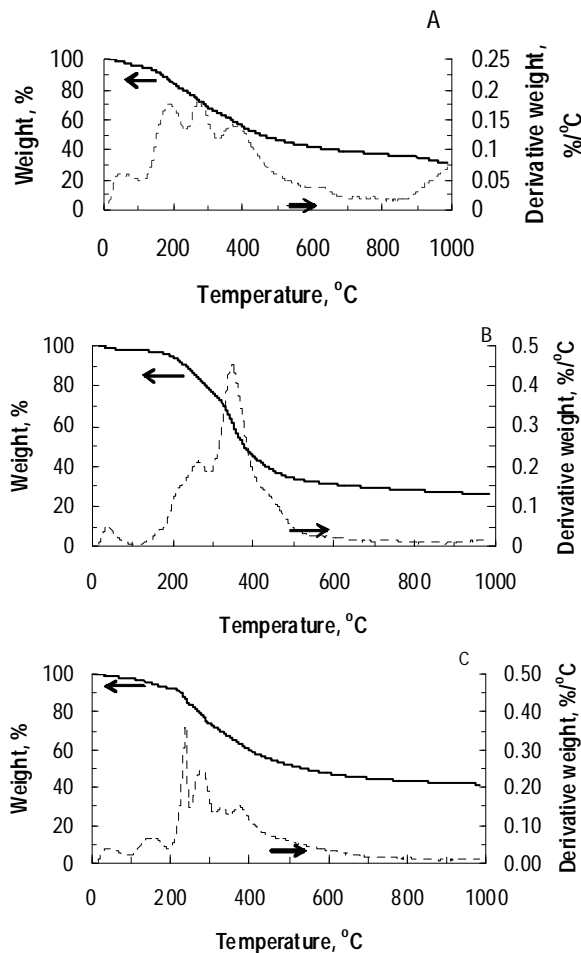 A
100
80
60
40
20
0
Weight, %
0.25
0.2
0.15
0.1
0.05
0
Derivative weight,
%/°C
0 200 400 600 800 1000
Temperature, °C
B
100
80
60
40
20
0
Weight, %
0.5
0.4
0.3
0.2
0.1
0
Derivative weight, %/°C
0 200 400 600 800 1000
Temperature, °C
C
100
80
60
40
20
0
Weight, %
0.50
0.40
0.30
0.20
0.10
0.00
Derivative weight, %/°C
0 200 400 600 800 1000
Temperature, °C